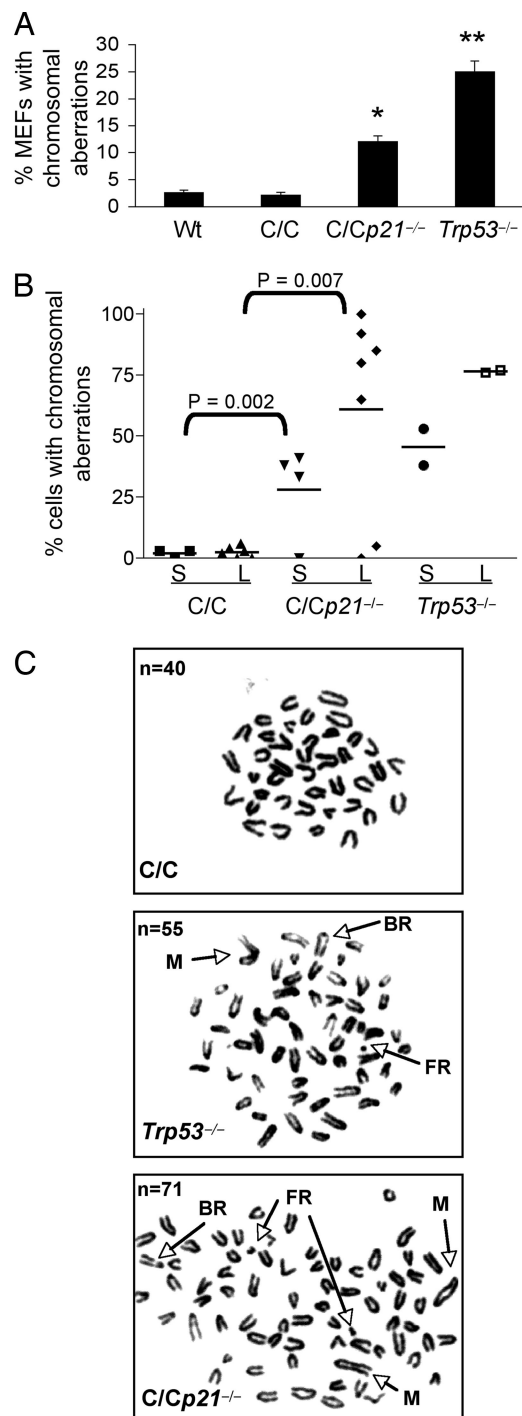 A
% MEFs with
chromosomal
aberrations
30
25
20
15
10
5
0
*
**
Wt
C/C
C/Cp21−/−
Trp53−/−
B
% cells with chromosomal
aberrations
100
75
50
25
0
P = 0.007
P = 0.002
S L S L S L
C/C C/Cp21−/− Trp53−/−
C
n=40
C/C
n=55
BR
M
FR
Trp53−/−
n=71
BR FR M
M
C/Cp21−/−